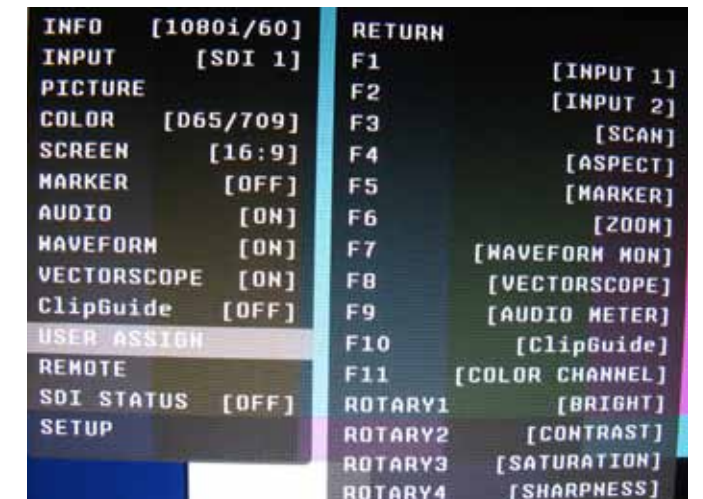 INFO [1080i/60]
INPUT [SDI 1]
PICTURE
COLOR [D65/709]
SCREEN [16:9]
MARKER [OFF]
AUDIO [ON]
WAVEFORM [ON]
VECTORSCOPE [ON]
ClipGuide [OFF]
USER ASSIGN
REMOTE
SDI STATUS [OFF]
SETUP
RETURN
F1 [INPUT 1]
F2 [INPUT 2]
F3 [SCAN]
F4 [ASPECT]
F5 [MARKER]
F6 [ZOOM]
F7 [WAVEFORM MON]
F8 [VECTORSCOPE]
F9 [AUDIO METER]
F10 [ClipGuide]
F11 [COLOR CHANNEL]
ROTARY1 [BRIGHT]
ROTARY2 [CONTRAST]
ROTARY3 [SATURATION]
ROTARY4 [SHARPNESS]